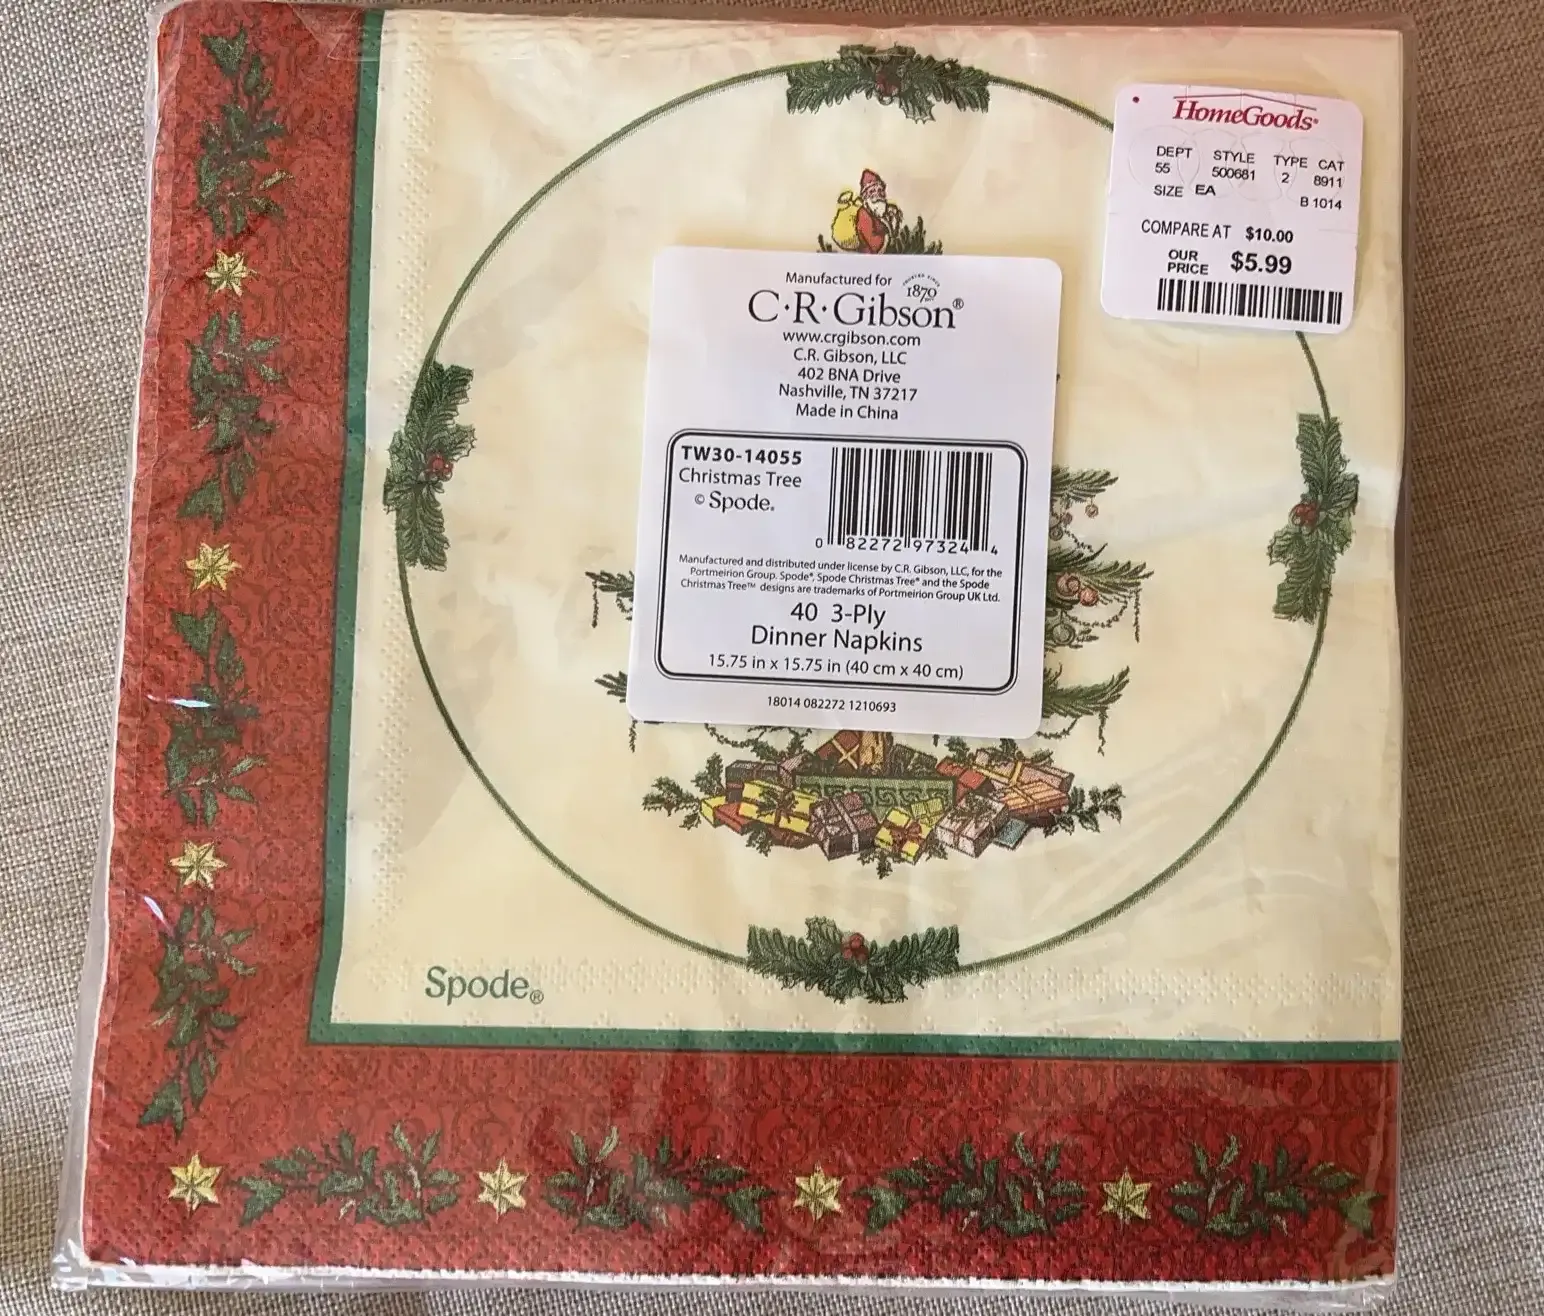 HomeGoods®
DEPT STYLE TYPE CAT
55 500681 2 8911
SIZE EA B 1014
COMPARE AT $10.00
OUR PRICE $5.99
Manufactured for
1870
C·R·Gibson®
www.crgibson.com
C.R. Gibson, LLC
402 BNA Drive
Nashville, TN 37217
Made in China
TW30-14055
Christmas Tree
© Spode.
0 82272 97324 4
Manufactured and distributed under license by C.R. Gibson, LLC, for the
Portmeirion Group. Spode®, Spode Christmas Tree® and the Spode
Christmas Tree™ designs are trademarks of Portmeirion Group UK Ltd.
40 3-Ply
Dinner Napkins
15.75 in x 15.75 in (40 cm x 40 cm)
18014 082272 1210693
Spode®